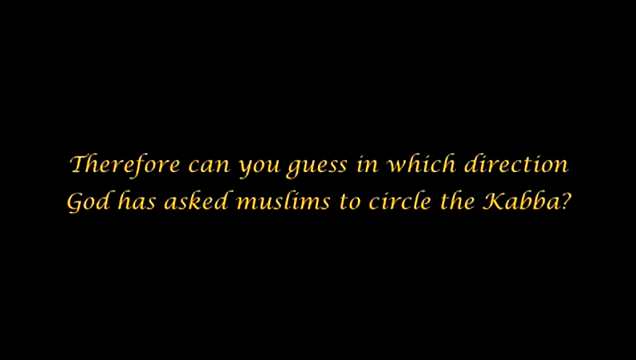 Therefore can you guess in which direction
God has asked muslims to circle the Kabba?